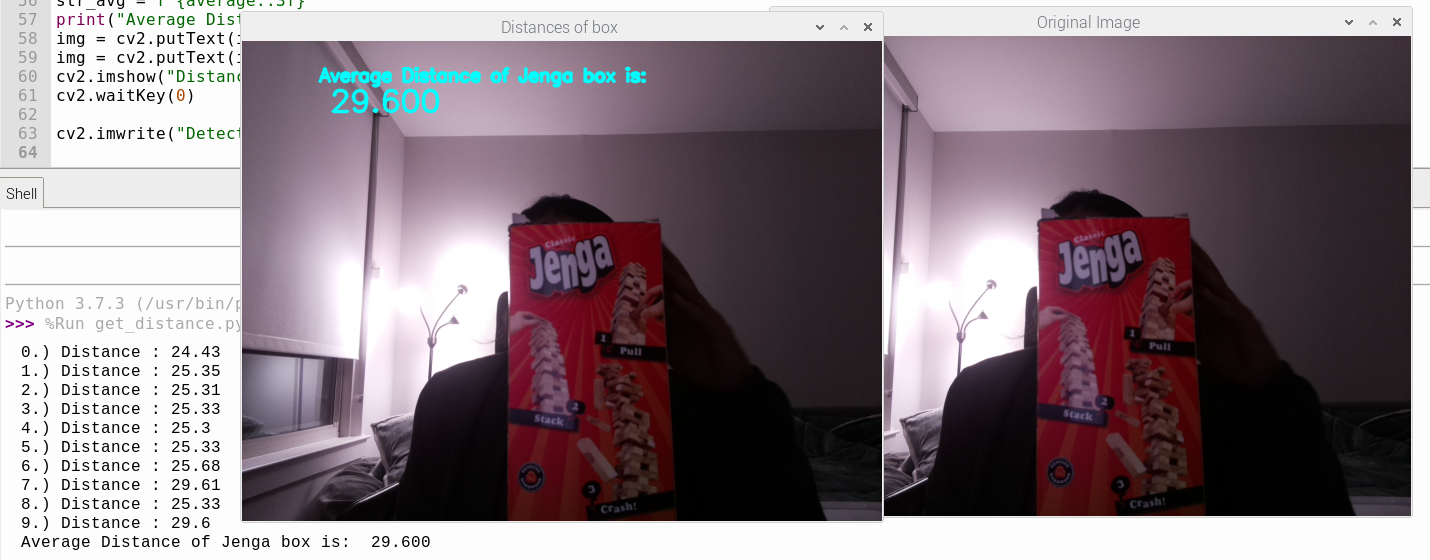 56 str_avg =
57 print("Average Dist
58 img = cv2.putText(i
59 img = cv2.putText(i
60 cv2.imshow("Distanc
61 cv2.waitKey(0)
62
63 cv2.imwrite("Detect
64
Distances of box
Original Image
Average Distance of Jenga box is:
29.600
Classic
Jenga
1
Pull
2
Stack
3
Crash!
Classic
Jenga
1
Pull
2
Stack
3
Crash!
Shell
Python 3.7.3 (/usr/bin/p
>>> %Run get_distance.py
0.) Distance : 24.43
1.) Distance : 25.35
2.) Distance : 25.31
3.) Distance : 25.33
4.) Distance : 25.3
5.) Distance : 25.33
6.) Distance : 25.68
7.) Distance : 29.61
8.) Distance : 25.33
9.) Distance : 29.6
Average Distance of Jenga box is:  29.600